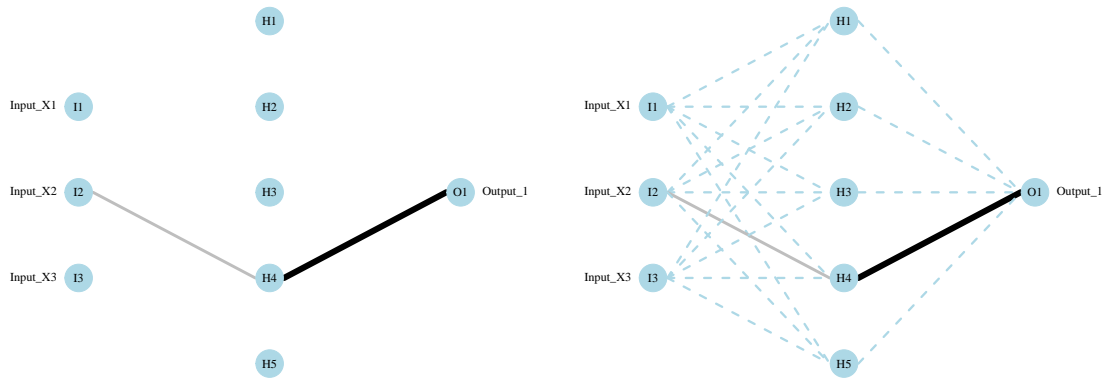 H1
Input_X1 I1 H2
Input_X2 I2 H3 O1 Output_1
Input_X3 I3 H4
H5
H1
Input_X1 I1 H2
Input_X2 I2 H3 O1 Output_1
Input_X3 I3 H4
H5